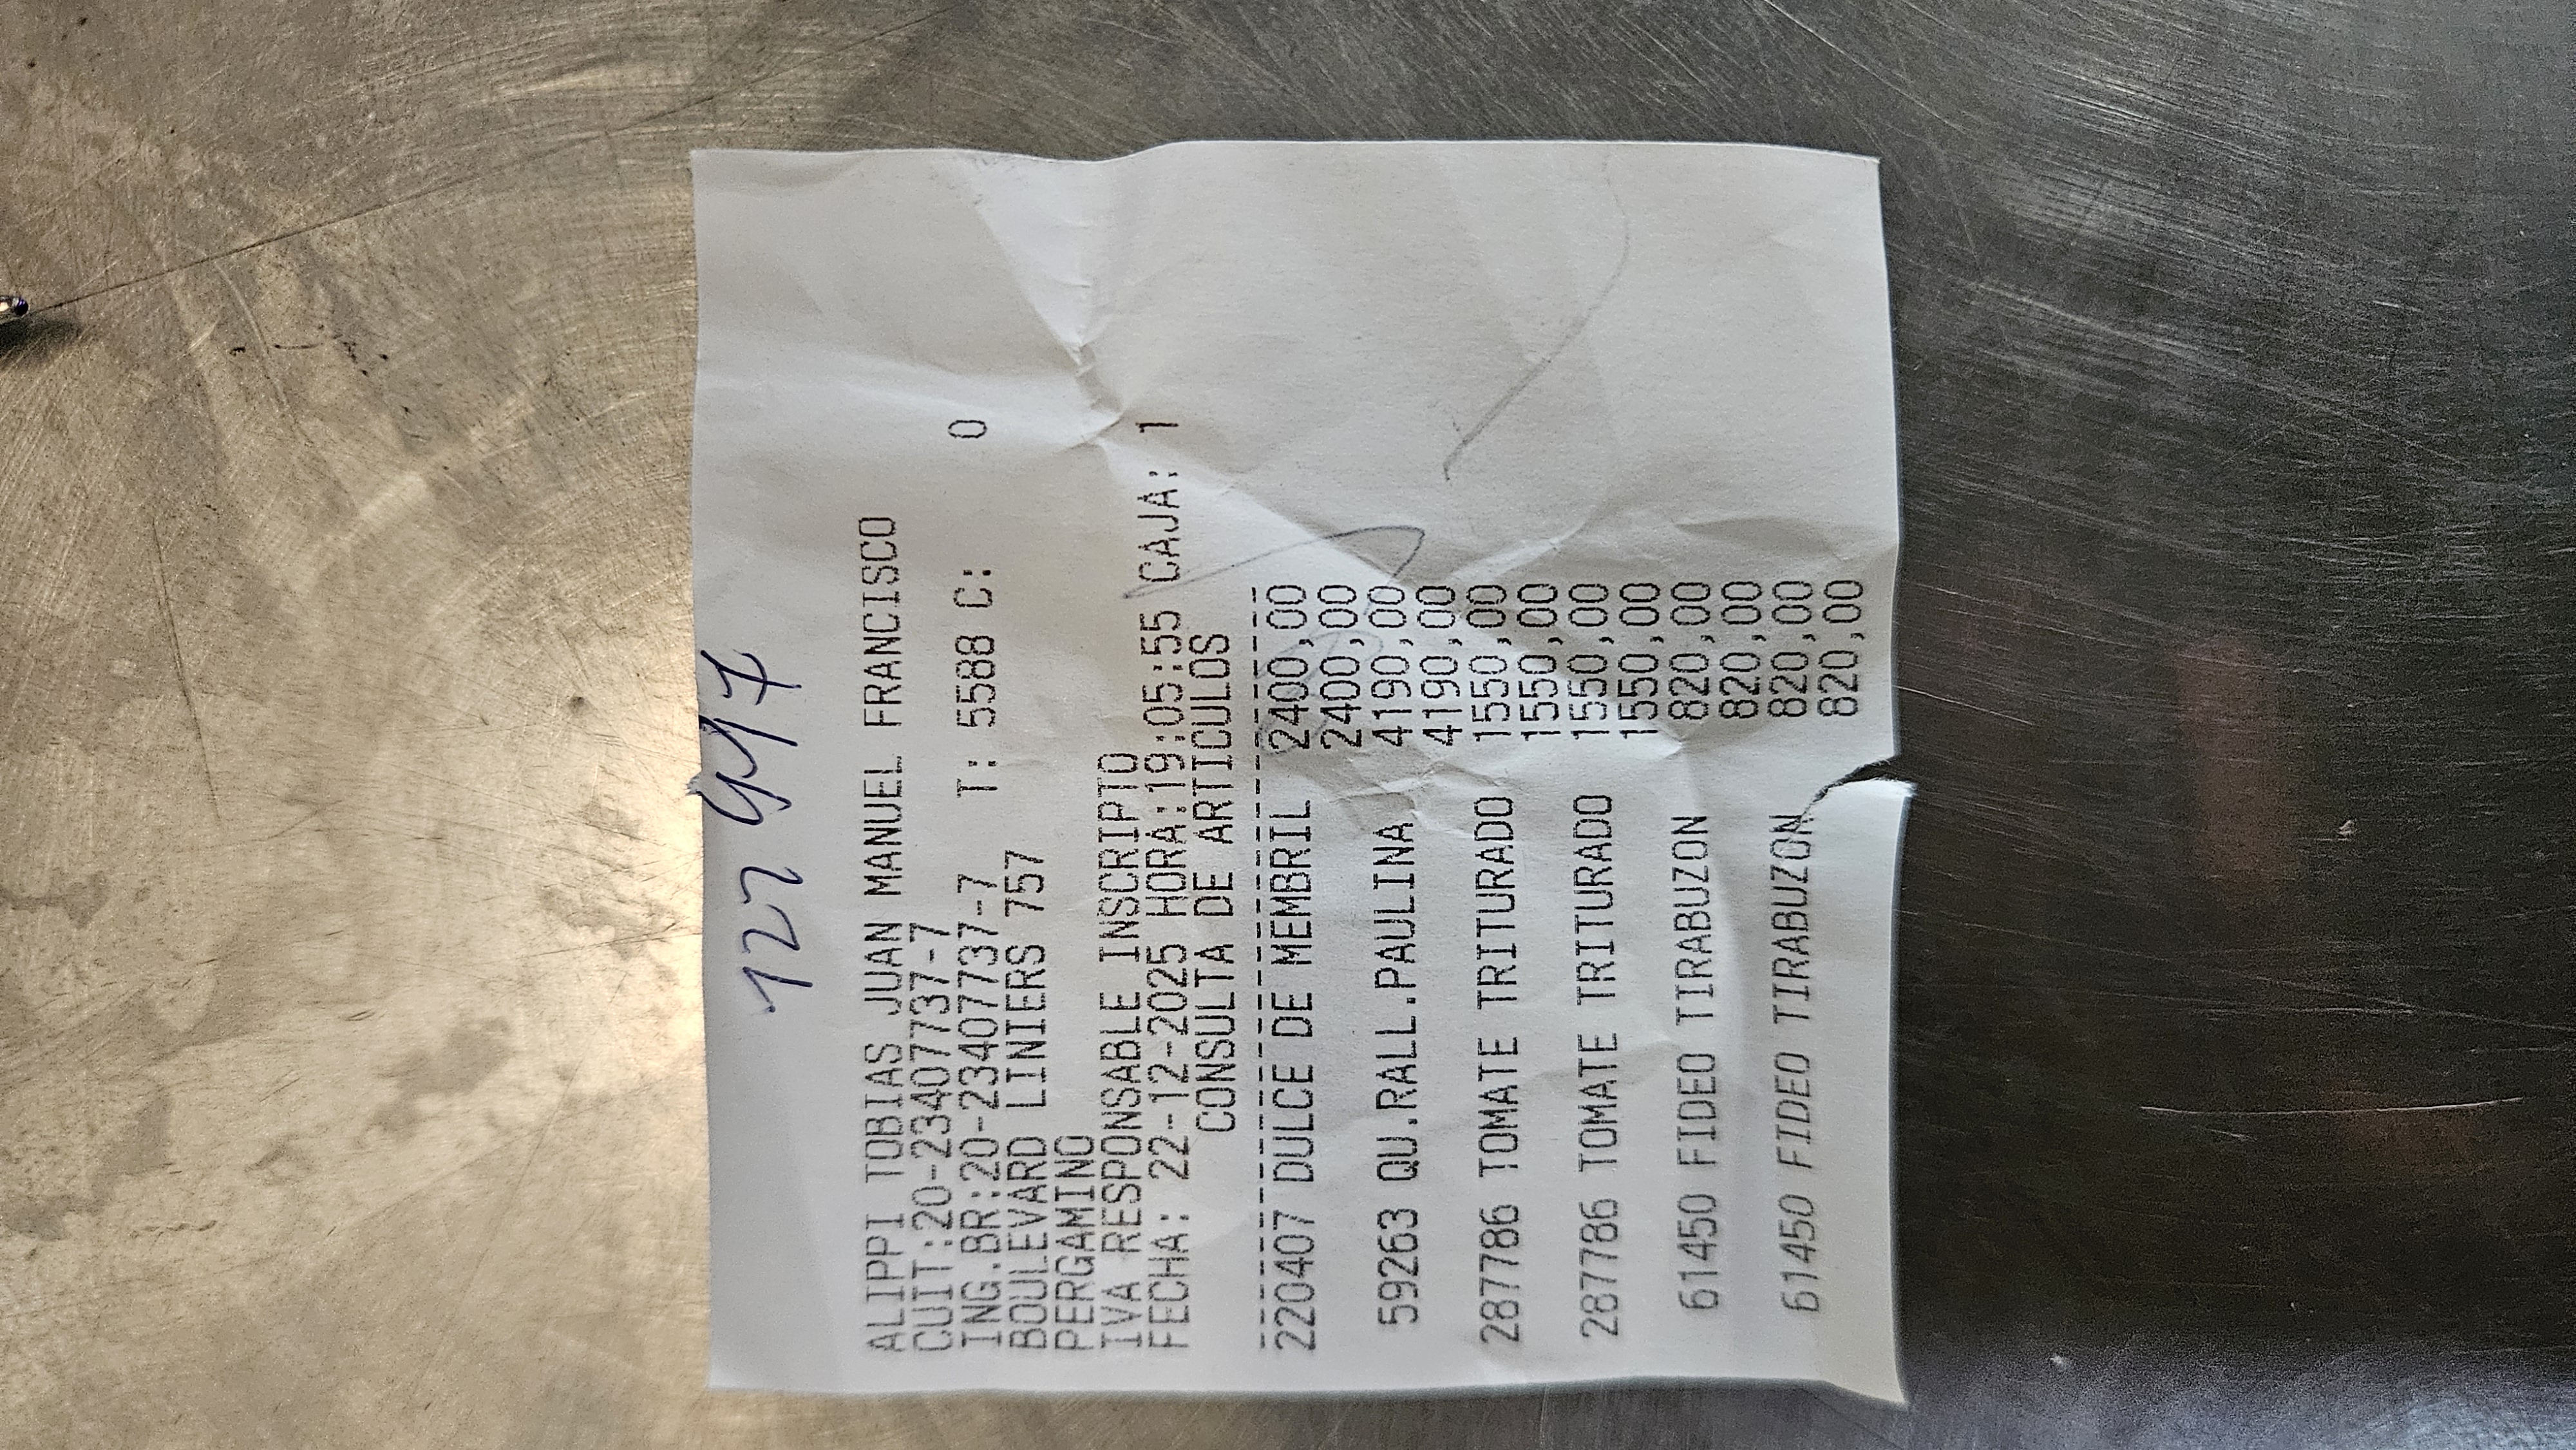 122 947
ALIPPI TOBIAS JUAN MANUEL FRANCISCO
CUIT:20-23407737-7
ING.BR:20-23407737-7 T: 5588 C: 0
BOULEVARD LINIERS 757
PERGAMINO
IVA RESPONSABLE INSCRIPTO
FECHA: 22-12-2025 HORA:19:05:55 CAJA: 1
CONSULTA DE ARTICULOS
220407 DULCE DE MEMBRIL 2400,00
2400,00
59263 QU.RALL.PAULINA 4190,00
4190,00
287786 TOMATE TRITURADO 1550,00
1550,00
287786 TOMATE TRITURADO 1550,00
1550,00
61450 FIDEO TIRABUZON 820,00
820,00
61450 FIDEO TIRABUZON 820,00
820,00